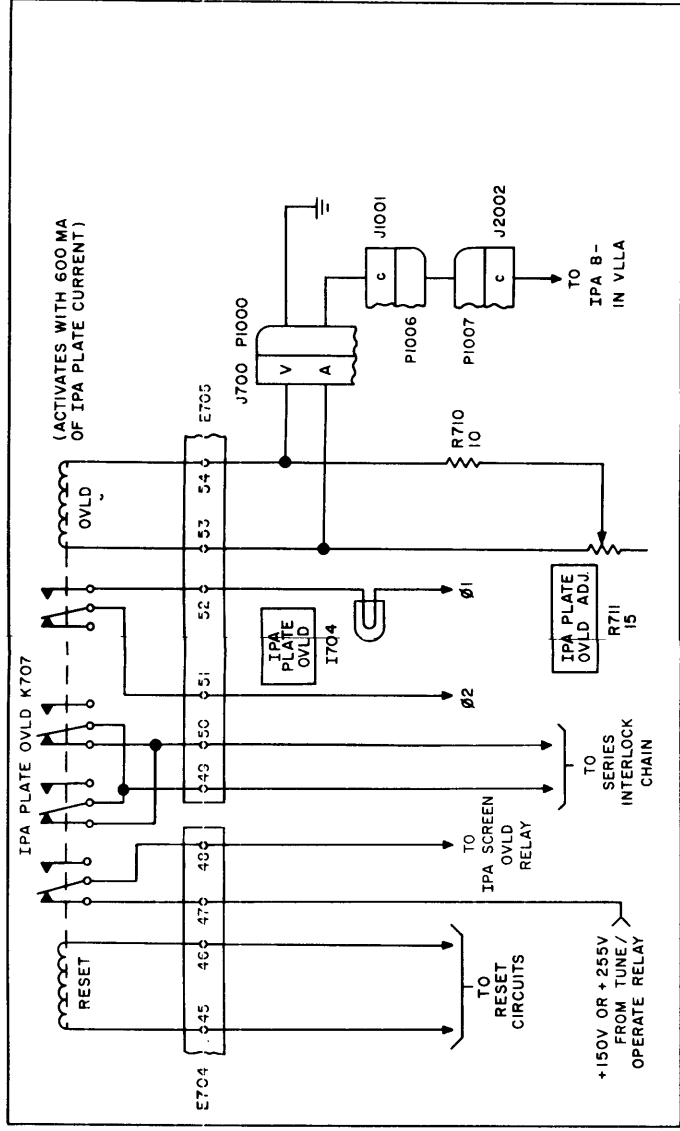 IPA PLATE OVLD K707
(ACTIVATES WITH 600 MA
OF IPA PLATE CURRENT)
RESET
OVLD
E704
45
46
47
48
49
50
51
52
53
54
E705
J700 P1000
V
A
J1001
C
P1006
P1007
C
J2002
TO
IPA B-
IN VLLA
IPA
PLATE
OVLD
I704
R710
10
Ø1
Ø2
IPA PLATE
OVLD ADJ.
R711
15
TO
SERIES
INTERLOCK
CHAIN
TO
IPA SCREEN
OVLD
RELAY
TO
RESET
CIRCUITS
+150V OR +255V
FROM TUNE/
OPERATE RELAY